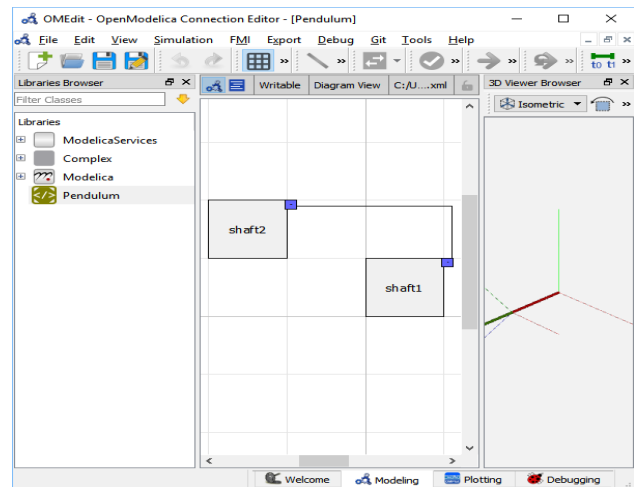 OMEdit - OpenModelica Connection Editor - [Pendulum]
File Edit View Simulation FMI Export Debug Git Tools Help
to t1
Libraries Browser
Filter Classes
Libraries
ModelicaServices
Complex
Modelica
Pendulum
Writable Diagram View C:/U....xml
shaft2
shaft1
3D Viewer Browser
Isometric
Welcome Modeling Plotting Debugging